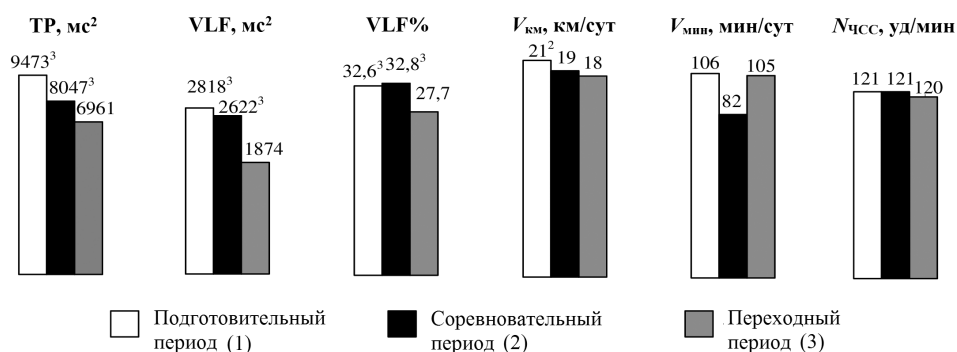 TP, мс² VLF, мс² VLF% Vкм, км/сут Vмин, мин/сут NЧСС, уд/мин
9473³ 8047³ 6961 2818³ 2622³ 1874 32,6³ 32,8³ 27,7 21² 19 18 106 82 105 121 121 120
Подготовительный период (1)
Соревновательный период (2)
Переходный период (3)